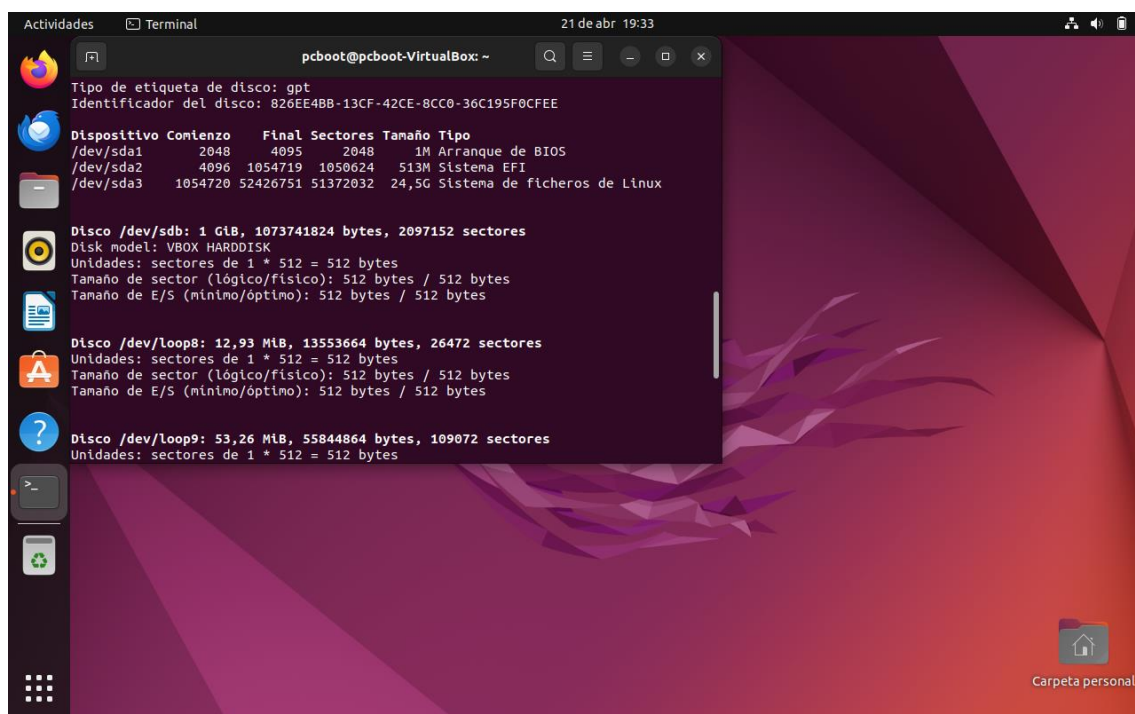 Actividades Terminal 21 de abr 19:33
pcboot@pcboot-VirtualBox: ~
Tipo de etiqueta de disco: gpt
Identificador del disco: 826EE4BB-13CF-42CE-8CC0-36C195F0CFEE
Dispositivo Comienzo Final Sectores Tamaño Tipo
/dev/sda1 2048 4095 2048 1M Arranque de BIOS
/dev/sda2 4096 1054719 1050624 513M Sistema EFI
/dev/sda3 1054720 52426751 51372032 24,5G Sistema de ficheros de Linux
Disco /dev/sdb: 1 GiB, 1073741824 bytes, 2097152 sectores
Disk model: VBOX HARDDISK
Unidades: sectores de 1 * 512 = 512 bytes
Tamaño de sector (lógico/físico): 512 bytes / 512 bytes
Tamaño de E/S (mínimo/óptimo): 512 bytes / 512 bytes
Disco /dev/loop8: 12,93 MiB, 13553664 bytes, 26472 sectores
Unidades: sectores de 1 * 512 = 512 bytes
Tamaño de sector (lógico/físico): 512 bytes / 512 bytes
Tamaño de E/S (mínimo/óptimo): 512 bytes / 512 bytes
Disco /dev/loop9: 53,26 MiB, 55844864 bytes, 109072 sectores
Unidades: sectores de 1 * 512 = 512 bytes
Carpeta personal